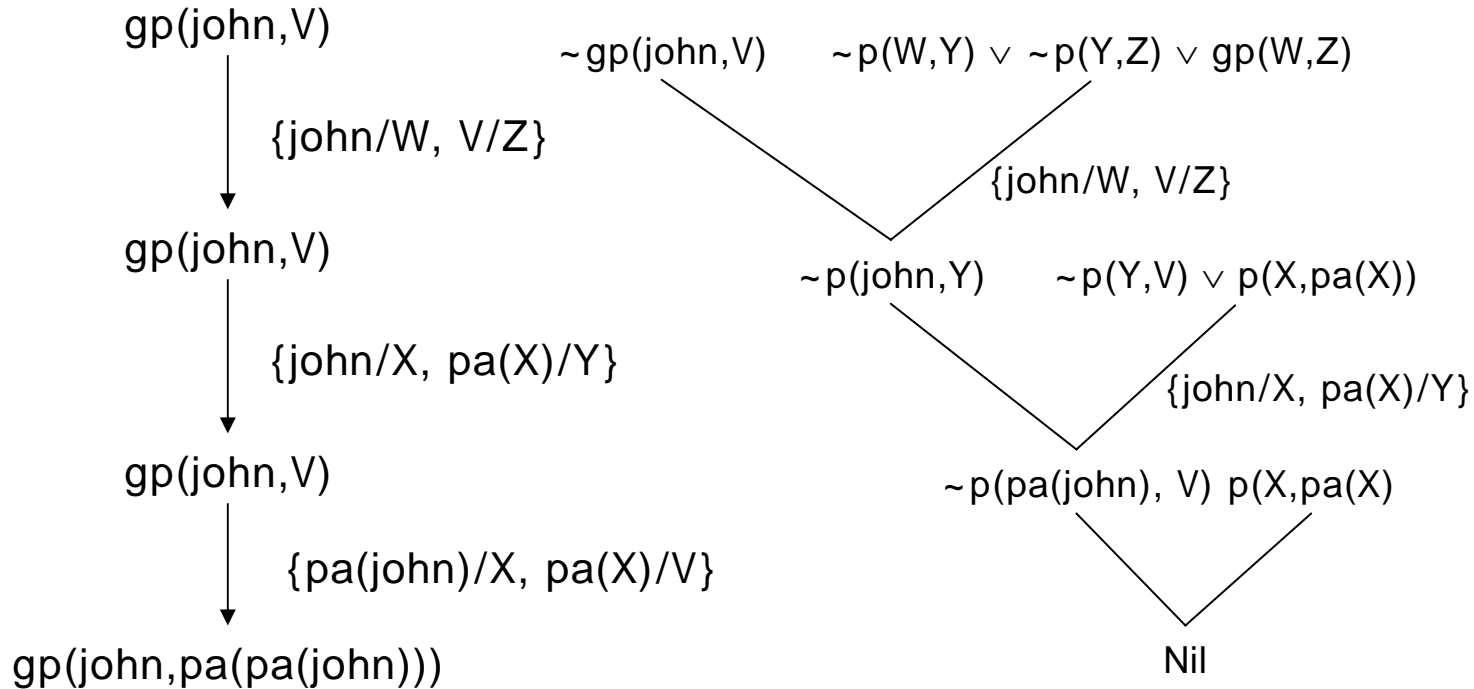 gp(john,V)
{john/W, V/Z}
gp(john,V)
{john/X, pa(X)/Y}
gp(john,V)
{pa(john)/X, pa(X)/V}
gp(john,pa(pa(john)))
~gp(john,V) ~p(W,Y) ∨ ~p(Y,Z) ∨ gp(W,Z)
{john/W, V/Z}
~p(john,Y) ~p(Y,V) ∨ p(X,pa(X))
{john/X, pa(X)/Y}
~p(pa(john), V) p(X,pa(X)
Nil